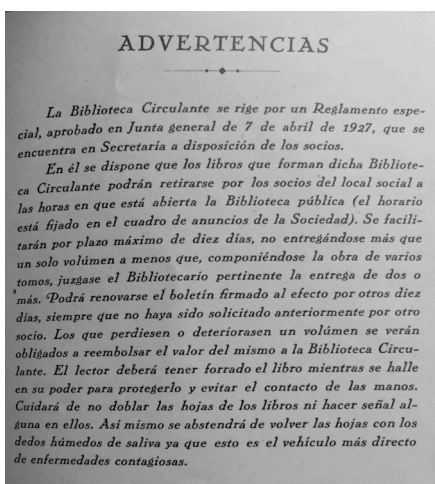 ADVERTENCIAS
La Biblioteca Circulante se rige por un Reglamento espe-
cial, aprobado en Junta general de 7 de abril de 1927, que se
encuentra en Secretaría a disposición de los socios.
En él se dispone que los libros que forman dicha Bibliote-
ca Circulante podrán retirarse por los socios del local social a
las horas en que está abierta la Biblioteca pública (el horario
está fijado en el cuadro de anuncios de la Sociedad). Se facili-
tarán por plazo máximo de diez días, no entregándose más que
un solo volúmen a menos que, componiéndose la obra de varios
tomos, juzgase el Bibliotecario pertinente la entrega de dos o
más. Podrá renovarse el boletín firmado al efecto por otros diez
días, siempre que no haya sido solicitado anteriormente por otro
socio. Los que perdiesen o deteriorasen un volúmen se verán
obligados a reembolsar el valor del mismo a la Biblioteca Circu-
lante. El lector deberá tener forrado el libro mientras se halle
en su poder para protegerlo y evitar el contacto de las manos.
Cuidará de no doblar las hojas de los libros ni hacer señal al-
guna en ellos. Así mismo se abstendrá de volver las hojas con los
dedos húmedos de saliva ya que esto es el vehículo más directo
de enfermedades contagiosas.